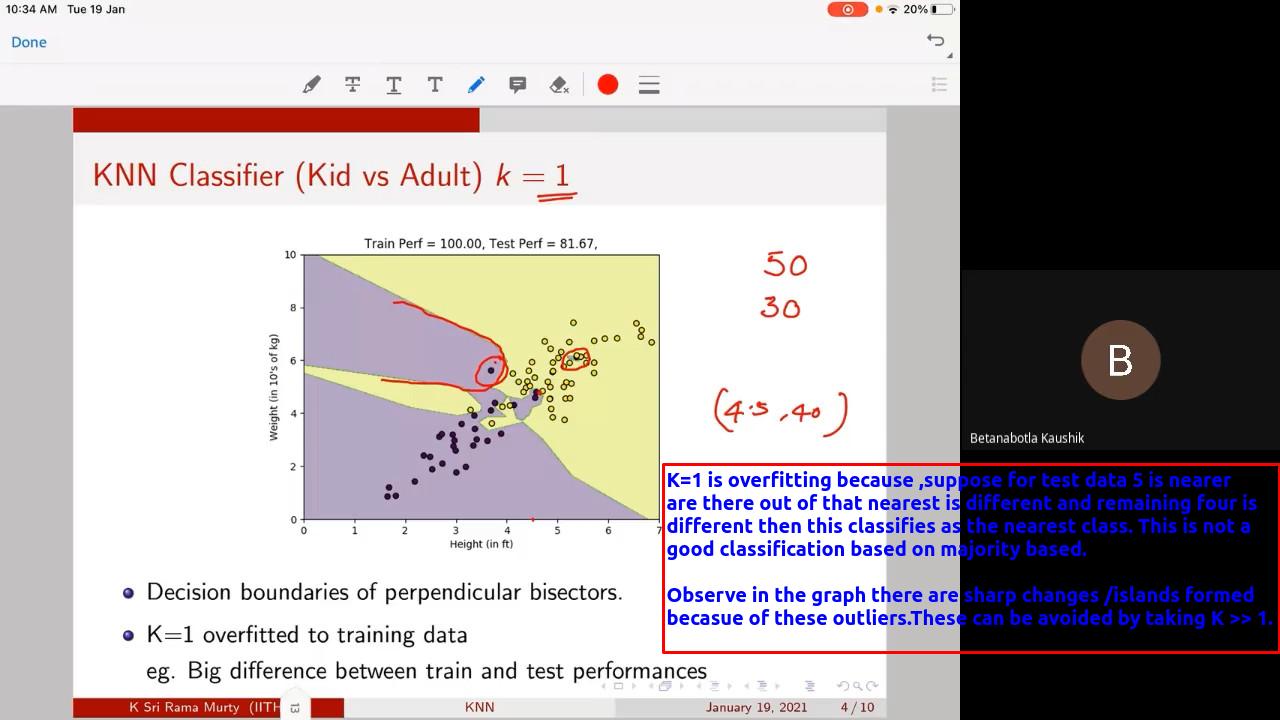 10:34 AM Tue 19 Jan
20%
Done
KNN Classifier (Kid vs Adult) k = 1
Train Perf = 100.00, Test Perf = 81.67,
10
8
6
4
2
0
Weight (in 10's of kg)
0 1 2 3 4 5 6 7
Height (in ft)
50
30
(4.5, 40)
B
Betanabotla Kaushik
K=1 is overfitting because ,suppose for test data 5 is nearer
are there out of that nearest is different and remaining four is
different then this classifies as the nearest class. This is not a
good classification based on majority based.
Observe in the graph there are sharp changes /islands formed
becasue of these outliers.These can be avoided by taking K >> 1.
Decision boundaries of perpendicular bisectors.
K=1 overfitted to training data
eg. Big difference between train and test performances
K Sri Rama Murty (IITH
13
KNN
January 19, 2021
4 / 10